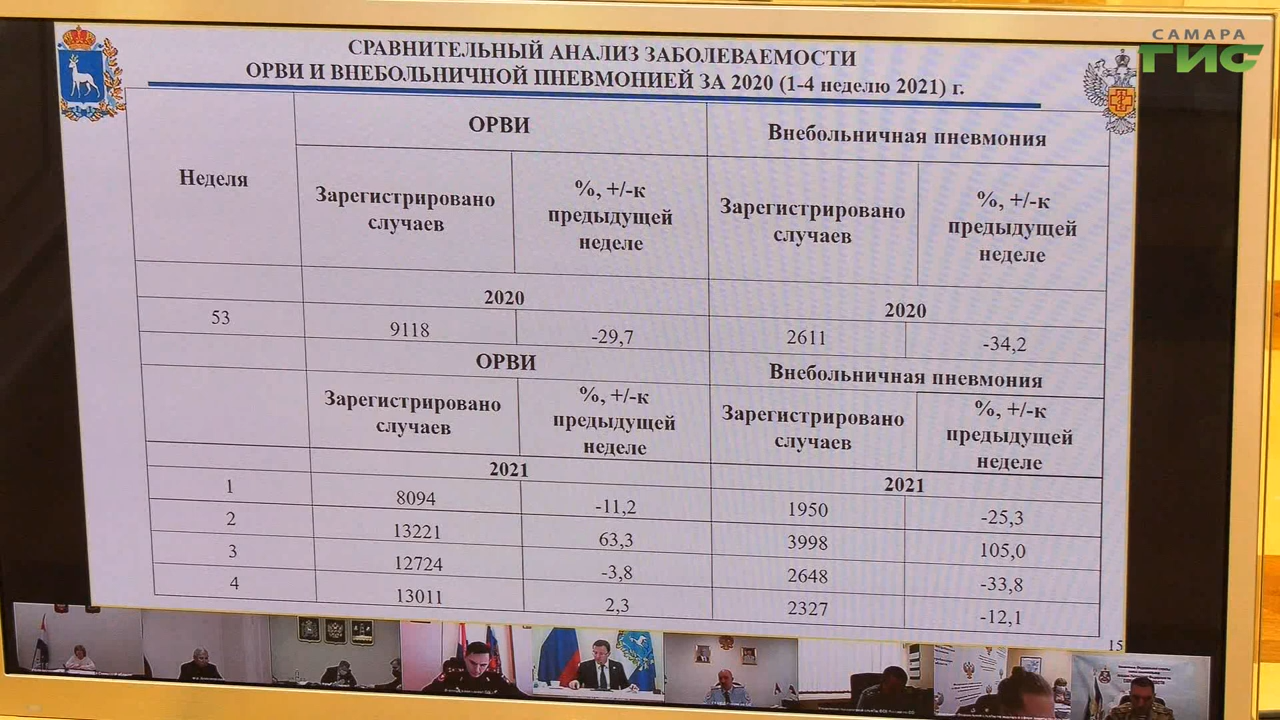 САМАРА
ГИС
СРАВНИТЕЛЬНЫЙ АНАЛИЗ ЗАБОЛЕВАЕМОСТИ
ОРВИ И ВНЕБОЛЬНИЧНОЙ ПНЕВМОНИЕЙ ЗА 2020 (1-4 неделю 2021) г.
Неделя
ОРВИ
Внебольничная пневмония
Зарегистрировано
случаев
%, +/-к
предыдущей
неделе
Зарегистрировано
случаев
%, +/-к
предыдущей
неделе
2020
2020
53 9118 -29,7 2611 -34,2
ОРВИ
Внебольничная пневмония
Зарегистрировано
случаев
%, +/-к
предыдущей
неделе
Зарегистрировано
случаев
%, +/-к
предыдущей
неделе
2021
2021
1 8094 -11,2 1950 -25,3
2 13221 63,3 3998 105,0
3 12724 -3,8 2648 -33,8
4 13011 2,3 2327 -12,1
15